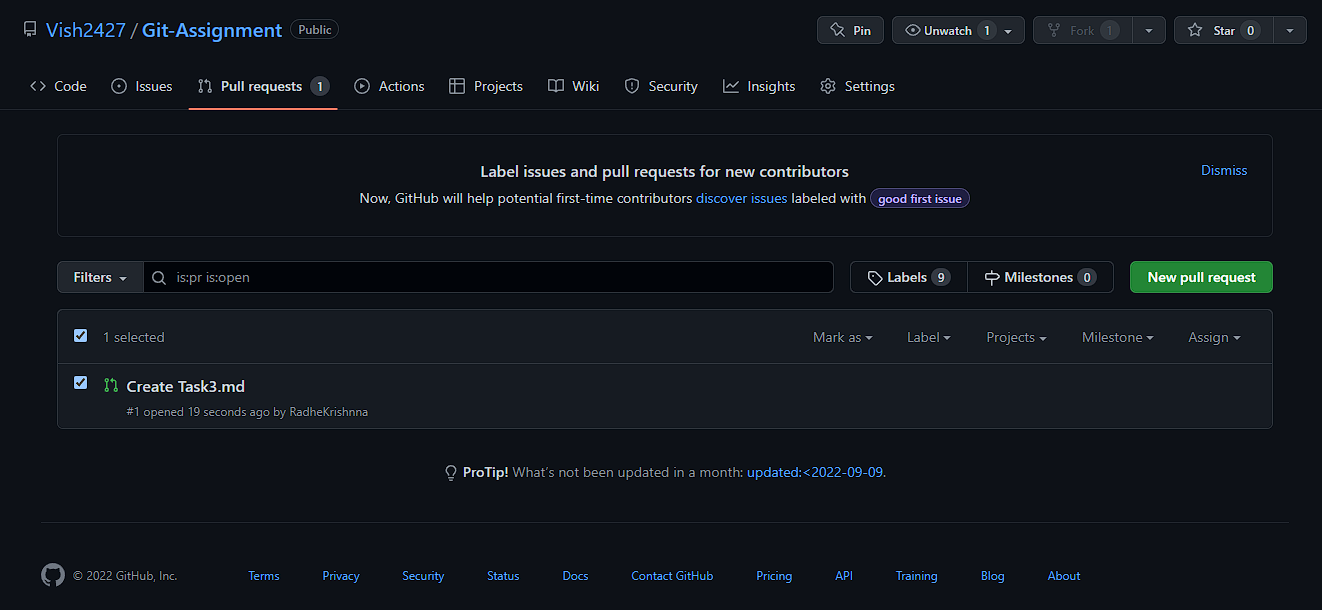 Vish2427 / Git-Assignment Public Pin Unwatch 1 Fork 1 Star 0
Code Issues Pull requests 1 Actions Projects Wiki Security Insights Settings
Label issues and pull requests for new contributors
Dismiss
Now, GitHub will help potential first-time contributors discover issues labeled with good first issue
Filters is:pr is:open Labels 9 Milestones 0 New pull request
1 selected Mark as Label Projects Milestone Assign
Create Task3.md
#1 opened 19 seconds ago by RadheKrishnna
ProTip! What's not been updated in a month: updated:<2022-09-09.
© 2022 GitHub, Inc. Terms Privacy Security Status Docs Contact GitHub Pricing API Training Blog About